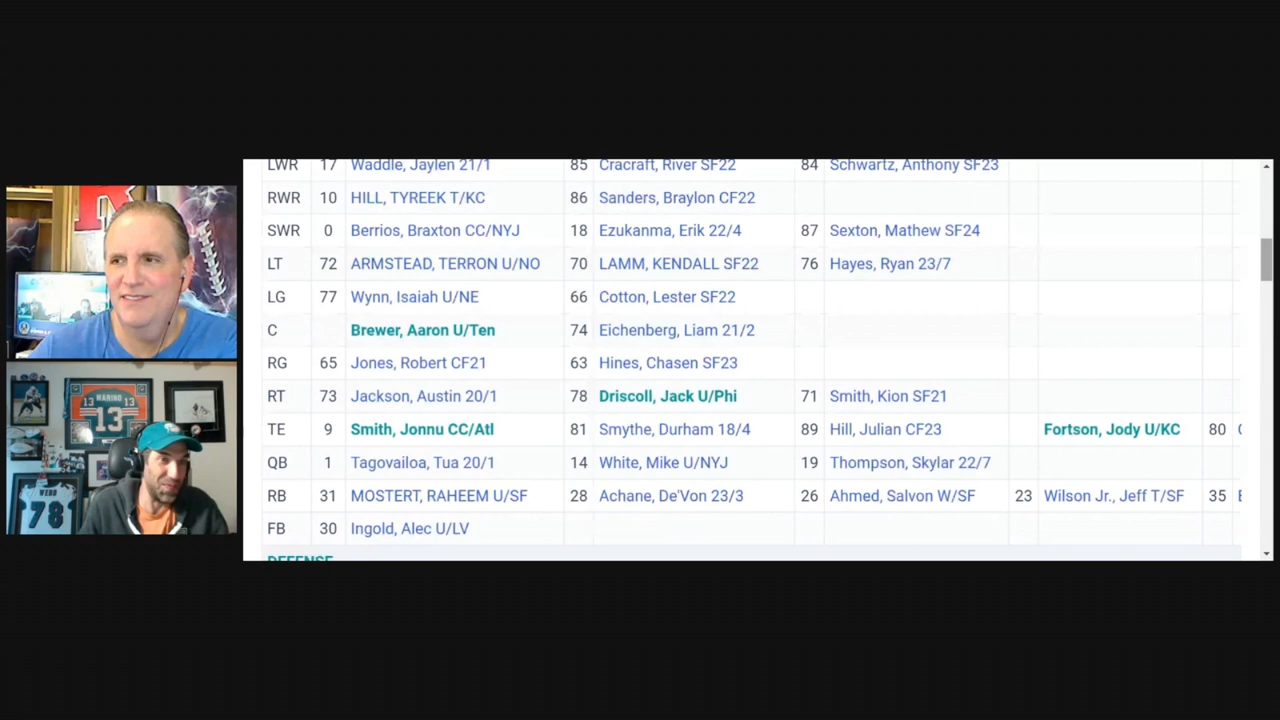 LWR 17 Waddle, Jaylen 21/1 85 Cracraft, River SF22 84 Schwartz, Anthony SF23
RWR 10 HILL, TYREEK T/KC 86 Sanders, Braylon CF22
SWR 0 Berrios, Braxton CC/NYJ 18 Ezukanma, Erik 22/4 87 Sexton, Mathew SF24
LT 72 ARMSTEAD, TERRON U/NO 70 LAMM, KENDALL SF22 76 Hayes, Ryan 23/7
LG 77 Wynn, Isaiah U/NE 66 Cotton, Lester SF22
C Brewer, Aaron U/Ten 74 Eichenberg, Liam 21/2
RG 65 Jones, Robert CF21 63 Hines, Chasen SF23
RT 73 Jackson, Austin 20/1 78 Driscoll, Jack U/Phi 71 Smith, Kion SF21
TE 9 Smith, Jonnu CC/Atl 81 Smythe, Durham 18/4 89 Hill, Julian CF23 Fortson, Jody U/KC 80
QB 1 Tagovailoa, Tua 20/1 14 White, Mike U/NYJ 19 Thompson, Skylar 22/7
RB 31 MOSTERT, RAHEEM U/SF 28 Achane, De'Von 23/3 26 Ahmed, Salvon W/SF 23 Wilson Jr., Jeff T/SF 35
FB 30 Ingold, Alec U/LV
DEFENSE
MARINO
13 13
13
WEBB
78